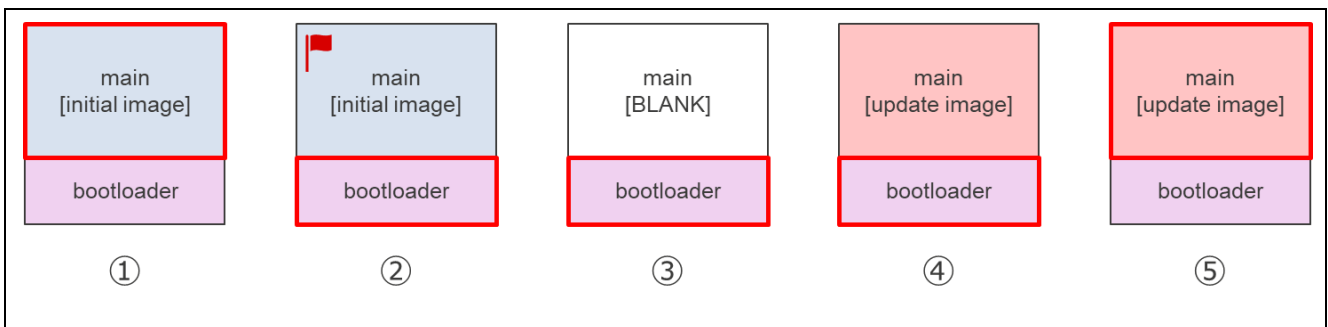 main
[initial image]
bootloader
①
main
[initial image]
bootloader
②
main
[BLANK]
bootloader
③
main
[update image]
bootloader
④
main
[update image]
bootloader
⑤